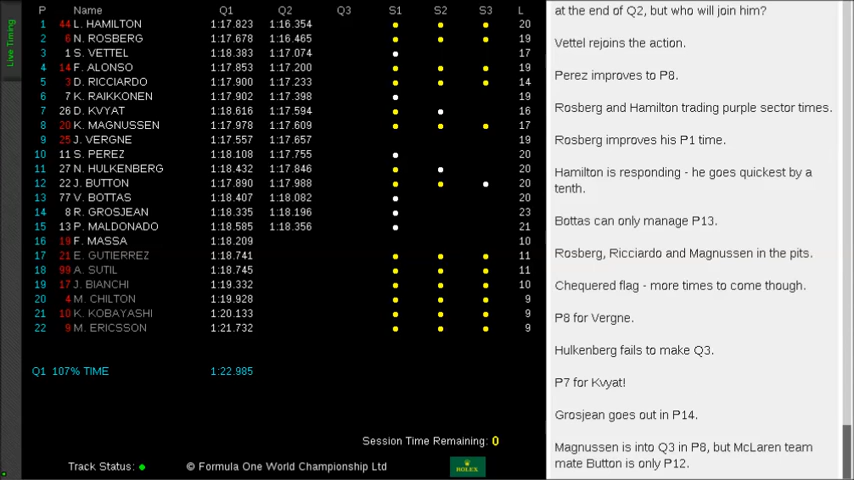 Live Timing
P Name Q1 Q2 Q3 S1 S2 S3 L
1 44 L. HAMILTON 1:17.823 1:16.354 20
2 6 N. ROSBERG 1:17.678 1:16.465 19
3 1 S. VETTEL 1:18.383 1:17.074 17
4 14 F. ALONSO 1:17.853 1:17.200 19
5 3 D. RICCIARDO 1:17.900 1:17.233 14
6 7 K. RAIKKONEN 1:17.902 1:17.398 19
7 26 D. KVYAT 1:18.616 1:17.594 16
8 20 K. MAGNUSSEN 1:17.978 1:17.609 17
9 25 J. VERGNE 1:17.557 1:17.657 19
10 11 S. PEREZ 1:18.108 1:17.755 20
11 27 N. HULKENBERG 1:18.432 1:17.846 20
12 22 J. BUTTON 1:17.890 1:17.988 20
13 77 V. BOTTAS 1:18.407 1:18.082 20
14 8 R. GROSJEAN 1:18.335 1:18.196 23
15 13 P. MALDONADO 1:18.585 1:18.356 21
16 19 F. MASSA 1:18.209 10
17 21 E. GUTIERREZ 1:18.741 11
18 99 A. SUTIL 1:18.745 11
19 17 J. BIANCHI 1:19.332 10
20 4 M. CHILTON 1:19.928 9
21 10 K. KOBAYASHI 1:20.133 9
22 9 M. ERICSSON 1:21.732 9
Q1 107% TIME 1:22.985
Session Time Remaining: 0
Track Status: © Formula One World Championship Ltd ROLEX
at the end of Q2, but who will join him?
Vettel rejoins the action.
Perez improves to P8.
Rosberg and Hamilton trading purple sector times.
Rosberg improves his P1 time.
Hamilton is responding - he goes quickest by a
tenth.
Bottas can only manage P13.
Rosberg, Ricciardo and Magnussen in the pits.
Chequered flag - more times to come though.
P8 for Vergne.
Hulkenberg fails to make Q3.
P7 for Kvyat!
Grosjean goes out in P14.
Magnussen is into Q3 in P8, but McLaren team
mate Button is only P12.